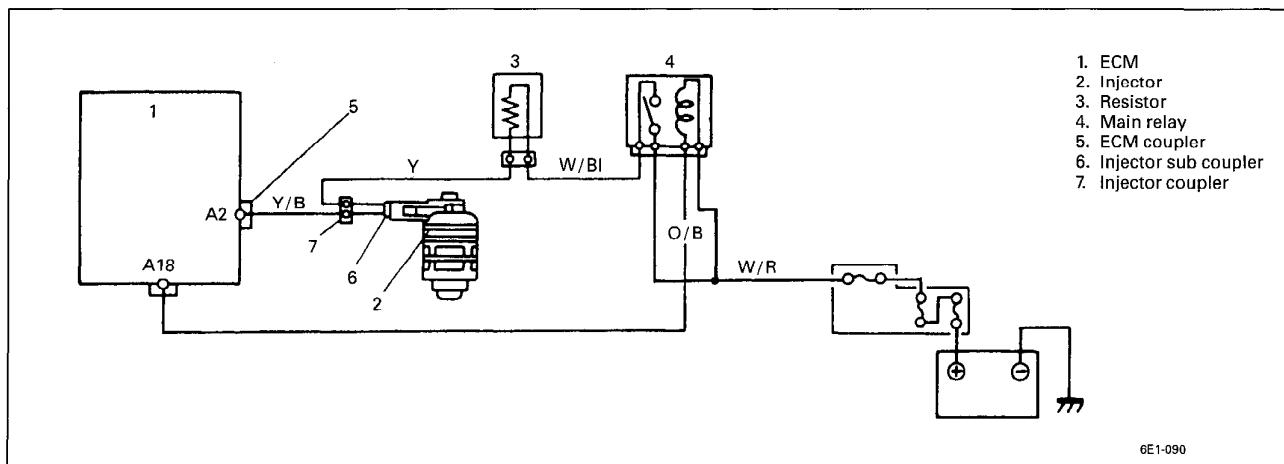 3
4
1. ECM
2. Injector
3. Resistor
4. Main relay
5. ECM coupler
6. Injector sub coupler
7. Injector coupler
1
5
Y
W/Bl
A2
Y/B
O/B
7
W/R
A18
6
2
+
−
6E1-090